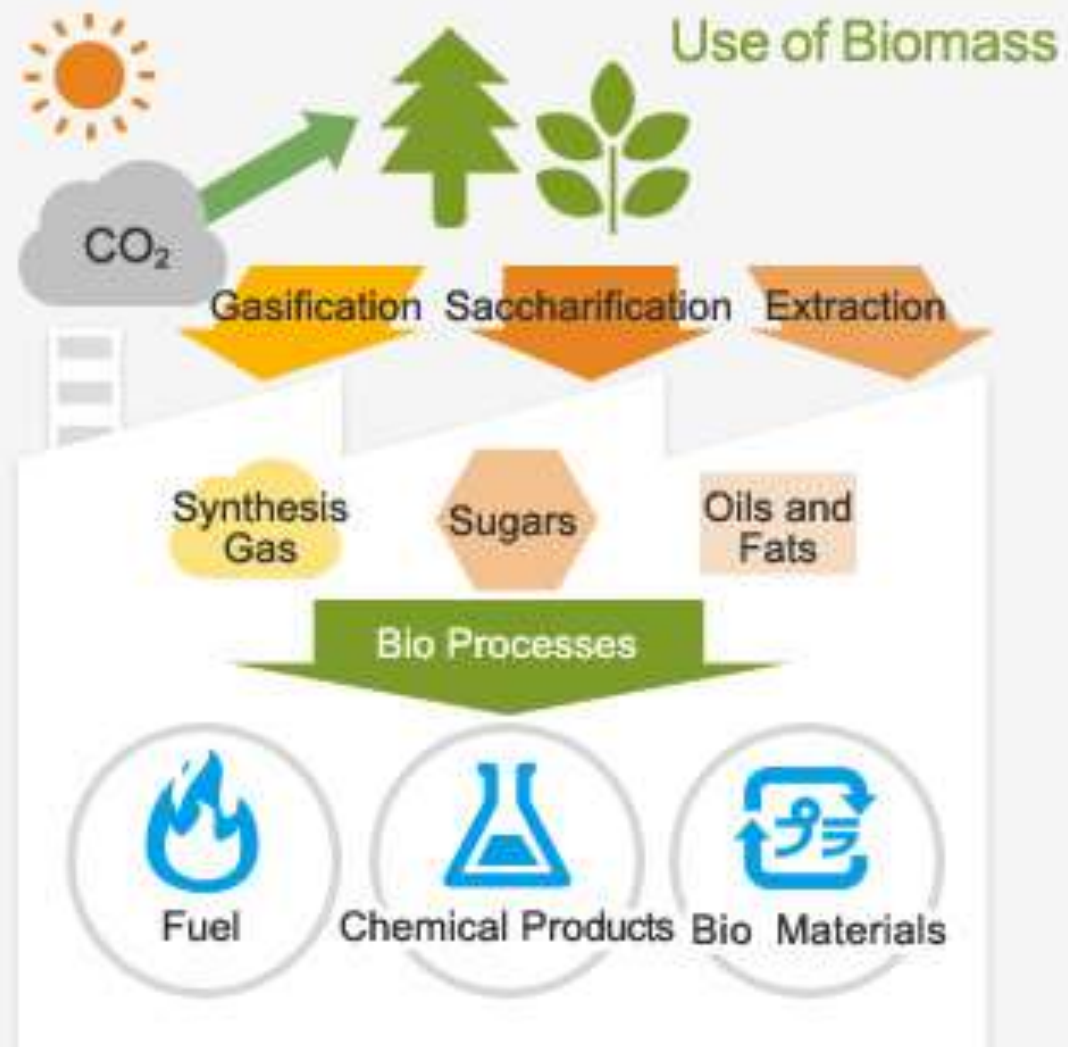 Use of Biomass
CO₂
Gasification
Saccharification
Extraction
Synthesis
Gas
Sugars
Oils and
Fats
Bio Processes
プラ
Fuel
Chemical Products
Bio Materials